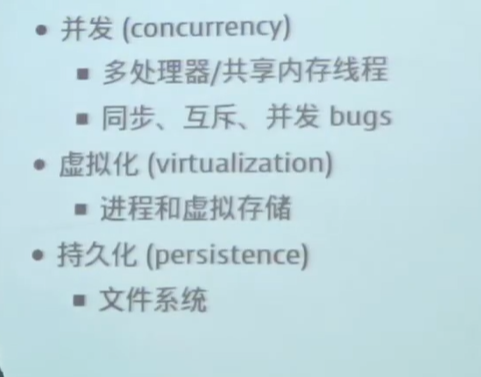 • 并发 (concurrency)
▪ 多处理器/共享内存线程
▪ 同步、互斥、并发 bugs
• 虚拟化 (virtualization)
▪ 进程和虚拟存储
• 持久化 (persistence)
▪ 文件系统